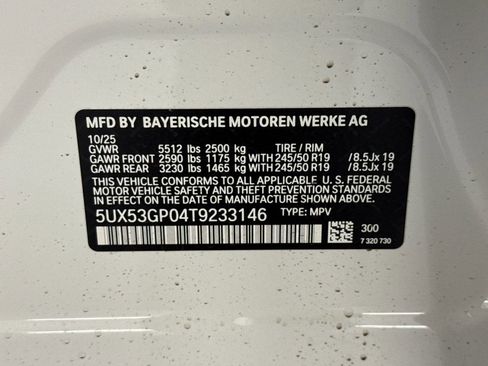 MFD BY BAYERISCHE MOTOREN WERKE AG
10/25
GVWR 5512 lbs 2500 kg TIRE / RIM
GAWR FRONT 2590 lbs 1175 kg WITH 245/50 R19 /8.5Jx 19
GAWR REAR 3230 lbs 1465 kg WITH 245/50 R19 /8.5Jx 19
THIS VEHICLE CONFORMS TO ALL APPLICABLE U. S. FEDERAL
MOTOR VEHICLE SAFETY AND THEFT PREVENTION STANDARDS
IN EFFECT ON THE DATE OF MANUFACTURE SHOWN ABOVE.
5UX53GP04T9233146 TYPE: MPV
300
7 320 730